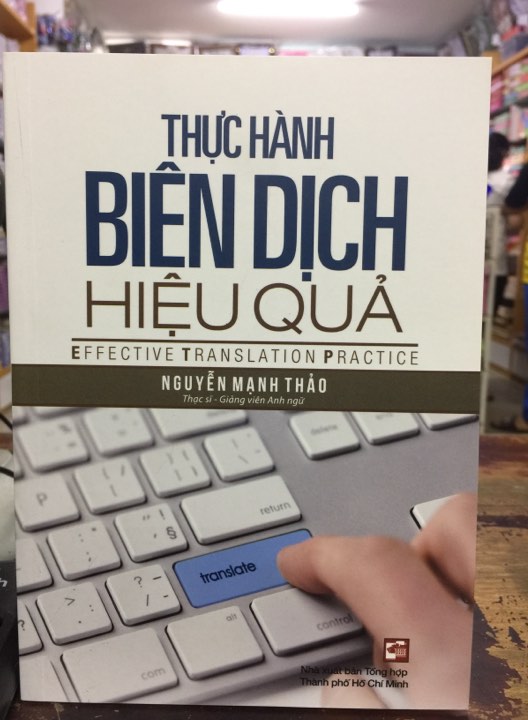 THỰC HÀNH
BIÊN DỊCH
HIỆU QUẢ
EFFECTIVE TRANSLATION PRACTICE
NGUYỄN MẠNH THẢO
Thạc sĩ - Giảng viên Anh ngữ
delete
P
return
translate
alt
control
com
Nhà xuất bản Tổng hợp
Thành phố Hồ Chí Minh